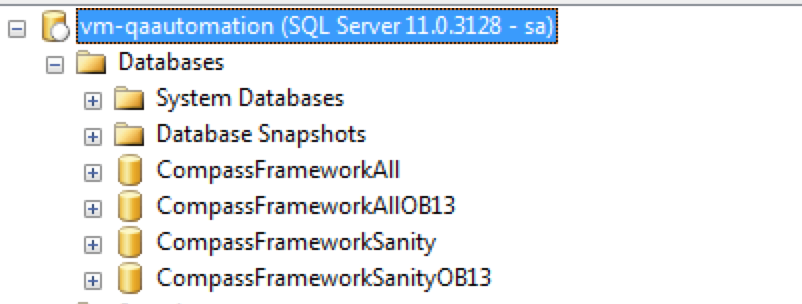 vm-qaautomation (SQL Server 11.0.3128 - sa)
Databases
System Databases
Database Snapshots
CompassFrameworkAll
CompassFrameworkAllOB13
CompassFrameworkSanity
CompassFrameworkSanityOB13